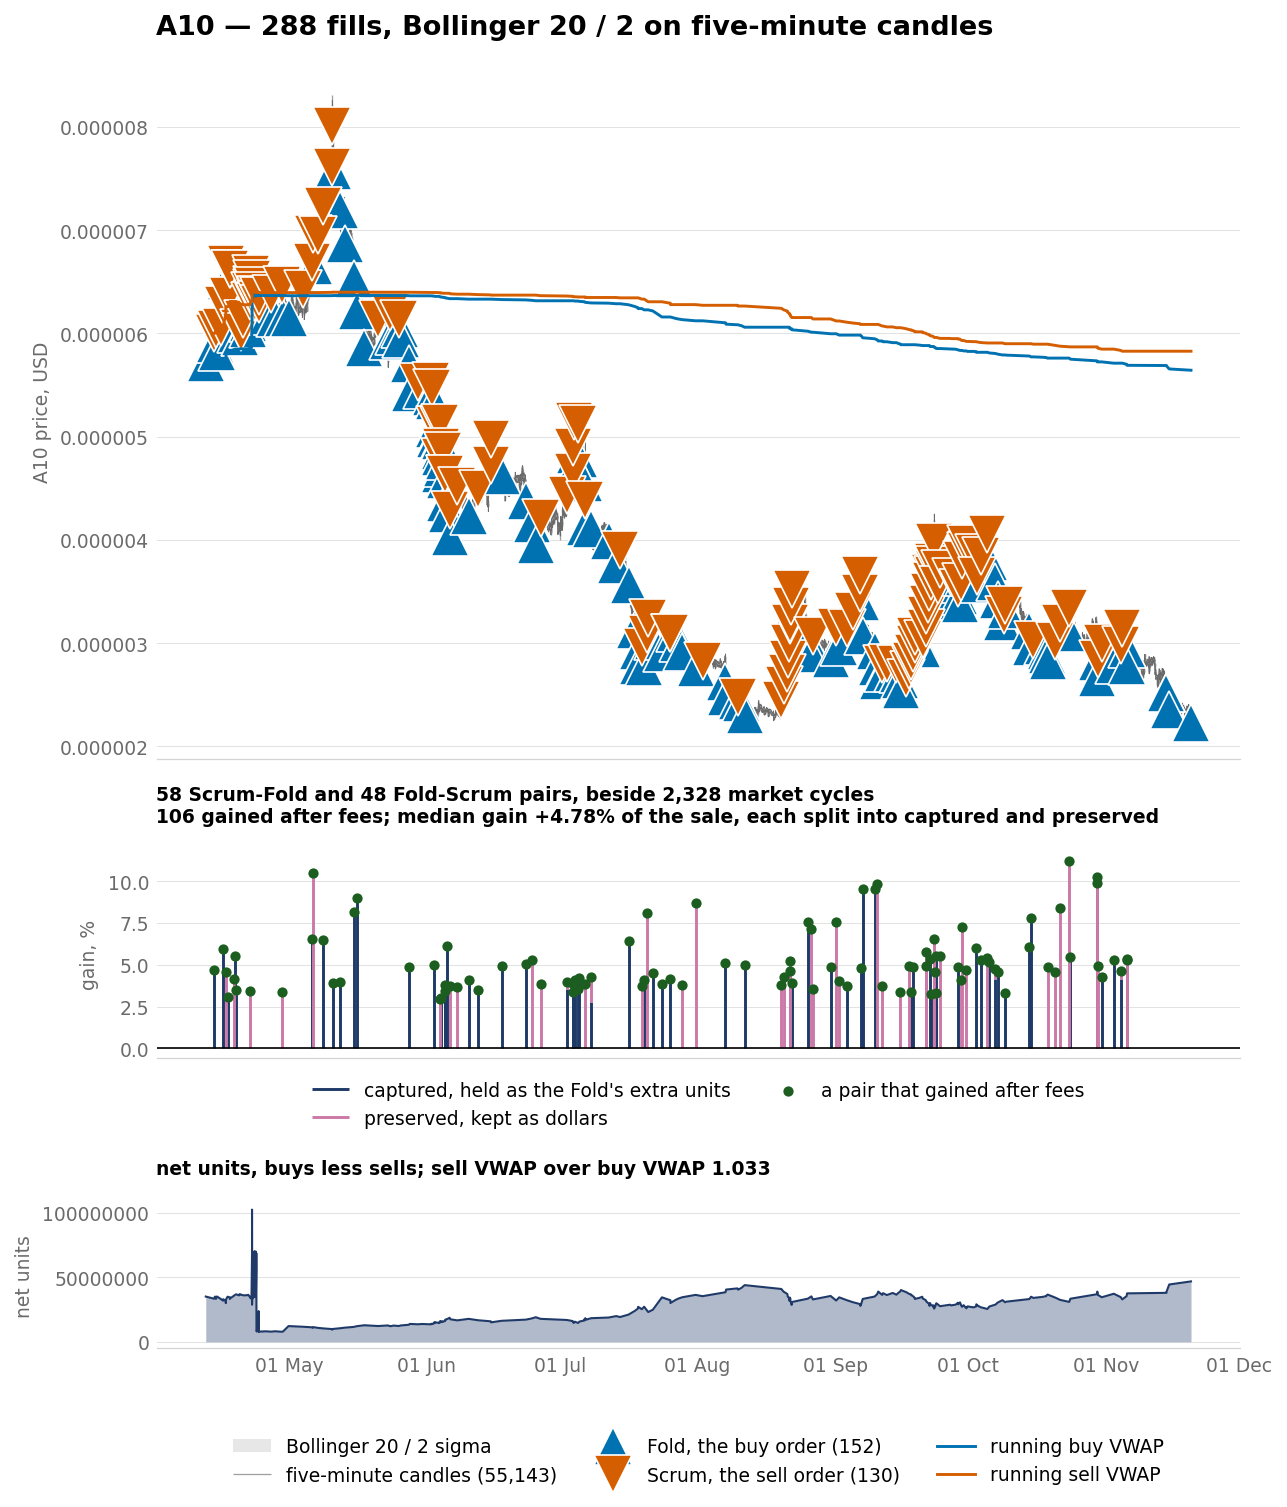 A10 — 288 fills, Bollinger 20 / 2 on five-minute candles
0.000008
0.000007
0.000006
0.000005
0.000004
0.000003
0.000002
A10 price, USD
58 Scrum-Fold and 48 Fold-Scrum pairs, beside 2,328 market cycles
106 gained after fees; median gain +4.78% of the sale, each split into captured and preserved
10.0
7.5
5.0
2.5
0.0
gain, %
captured, held as the Fold's extra units
a pair that gained after fees
preserved, kept as dollars
net units, buys less sells; sell VWAP over buy VWAP 1.033
100000000
50000000
0
net units
01 May
01 Jun
01 Jul
01 Aug
01 Sep
01 Oct
01 Nov
01 Dec
Bollinger 20 / 2 sigma
Fold, the buy order (152)
running buy VWAP
five-minute candles (55,143)
Scrum, the sell order (130)
running sell VWAP